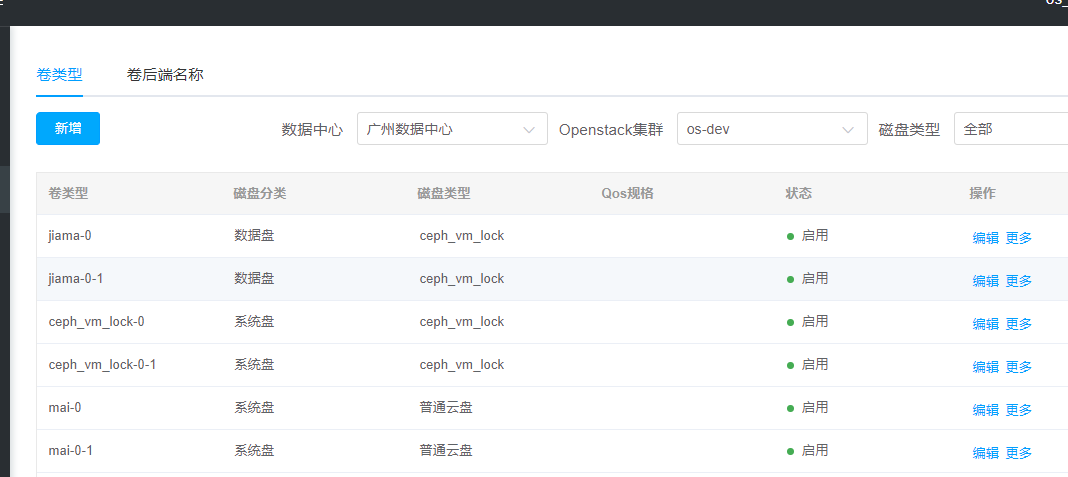 os_
卷类型 卷后端名称
新增 数据中心 广州数据中心 Openstack集群 os-dev 磁盘类型 全部
卷类型 磁盘分类 磁盘类型 Qos规格 状态 操作
jiama-0 数据盘 ceph_vm_lock 启用 编辑 更多
jiama-0-1 数据盘 ceph_vm_lock 启用 编辑 更多
ceph_vm_lock-0 系统盘 ceph_vm_lock 启用 编辑 更多
ceph_vm_lock-0-1 系统盘 ceph_vm_lock 启用 编辑 更多
mai-0 系统盘 普通云盘 启用 编辑 更多
mai-0-1 系统盘 普通云盘 启用 编辑 更多